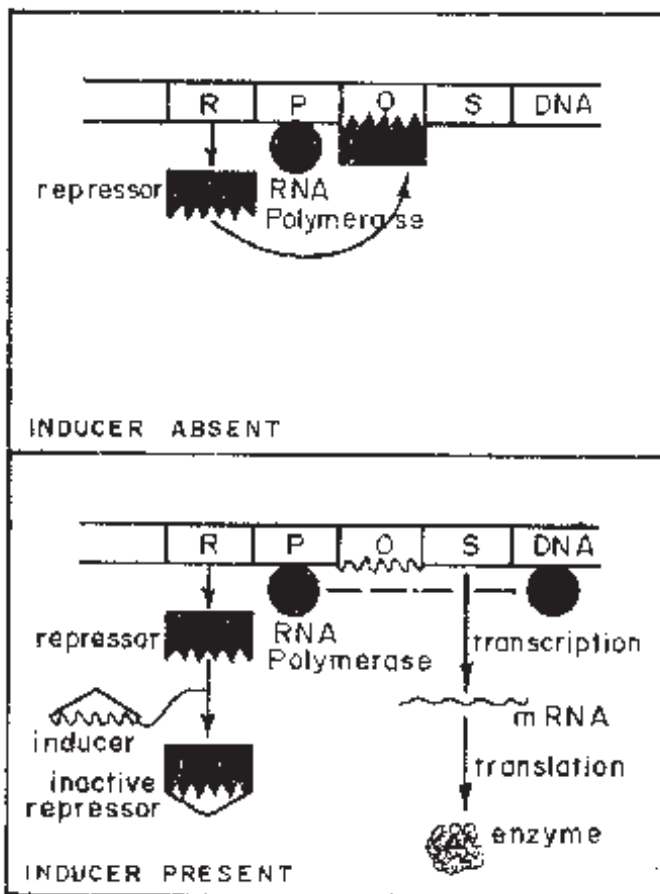 R P O S DNA
repressor
RNA
Polymerase
INDUCER ABSENT
R P O S DNA
repressor
RNA
Polymerase
transcription
inducer
mRNA
inactive
repressor
translation
enzyme
INDUCER PRESENT